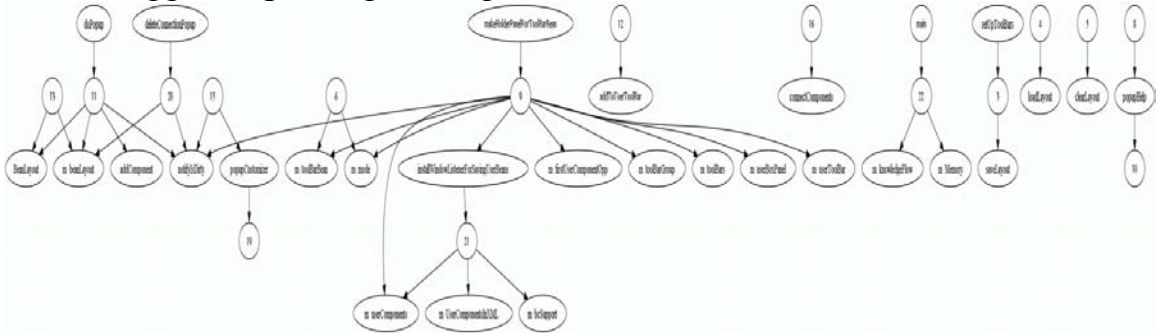 doPopup deleteConnectionPopup makeHolderPanelForToolBarBean 12 16 main setUpToolBars 4 5 8
13 11 20 15 6 9 addToUserToolBar connectComponents 22 3 loadLayout clearLayout popupHelp
BeanLayout m_beanLayout addComponent notifyIsDirty popupCustomizer m_toolBarBean m_mode installWindowListenerForSavingUserBeans m_firstUserComponentOpp m_toolBarGroup m_toolBars m_userBoxPanel m_userToolBar m_knowledgeFlow m_Memory saveLayout 10
19 21
m_userComponents m_UserComponentsInXML m_bcSupport